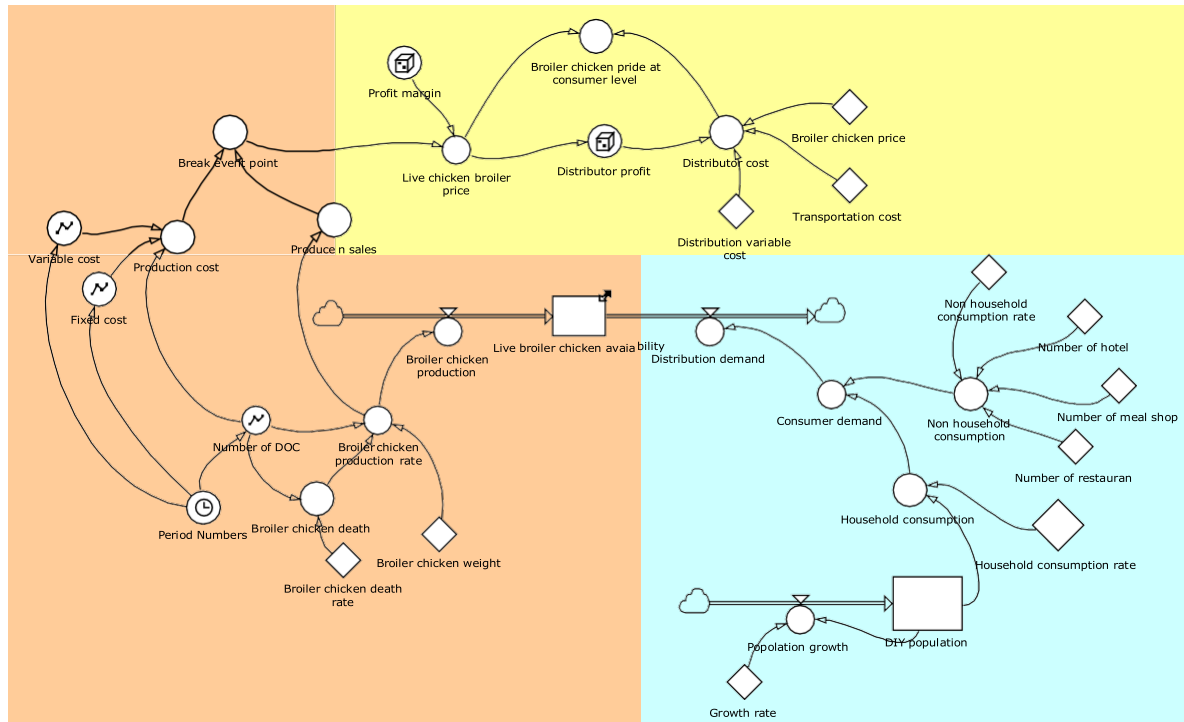 Broiler chicken pride at
consumer level
Profit margin
Broiler chicken price
Break event point
Live chicken broiler
price
Distributor profit
Distributor cost
Transportation cost
Variable cost
Production cost
Produce n sales
Distribution variable
cost
Fixed cost
Non household
consumption rate
Broiler chicken
production
Live broiler chicken avaia bility
Distribution demand
Number of hotel
Number of DOC
Broiler chicken
production rate
Consumer demand
Non household
consumption
Number of meal shop
Number of restauran
Period Numbers
Broiler chicken death
Broiler chicken weight
Household consumption
Household consumption rate
Broiler chicken death
rate
Popolation growth
DIY population
Growth rate